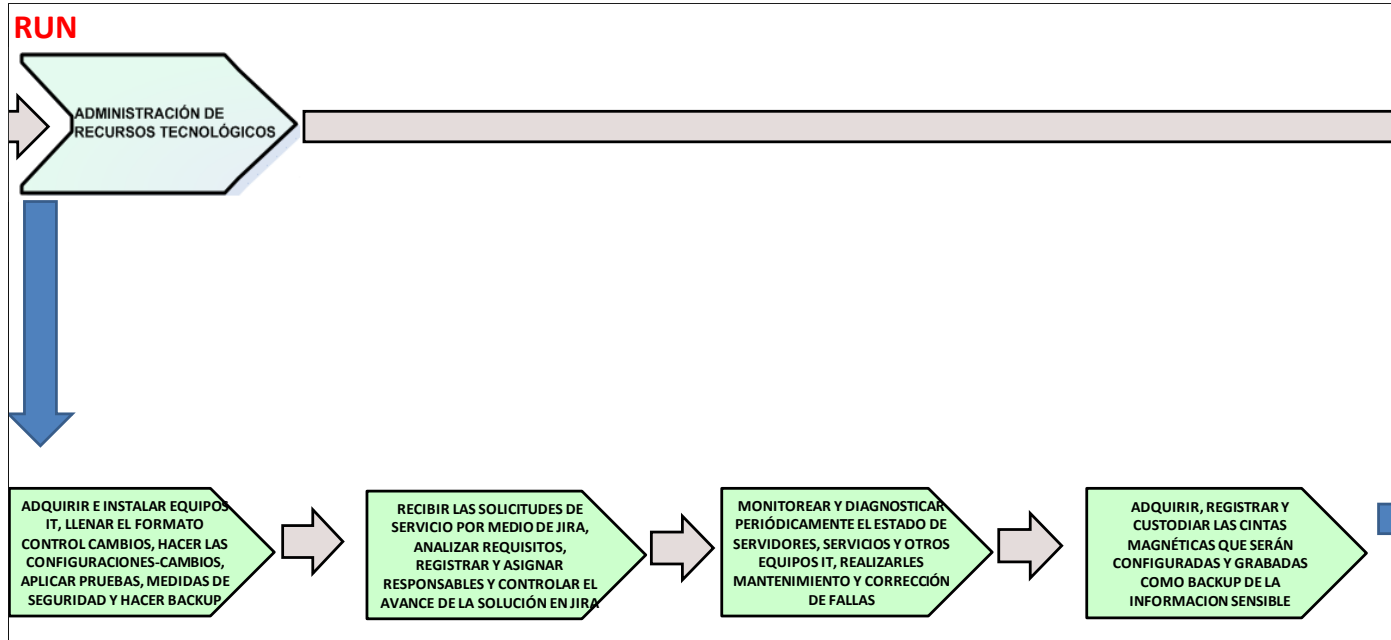 RUN
ADMINISTRACIÓN DE
RECURSOS TECNOLÓGICOS
ADQUIRIR E INSTALAR EQUIPOS
IT, LLENAR EL FORMATO
CONTROL CAMBIOS, HACER LAS
CONFIGURACIONES-CAMBIOS,
APLICAR PRUEBAS, MEDIDAS DE
SEGURIDAD Y HACER BACKUP
RECIBIR LAS SOLICITUDES DE
SERVICIO POR MEDIO DE JIRA,
ANALIZAR REQUISITOS,
REGISTRAR Y ASIGNAR
RESPONSABLES Y CONTROLAR EL
AVANCE DE LA SOLUCIÓN EN JIRA
MONITOREAR Y DIAGNOSTICAR
PERIÓDICAMENTE EL ESTADO DE
SERVIDORES, SERVICIOS Y OTROS
EQUIPOS IT, REALIZARLES
MANTENIMIENTO Y CORRECCIÓN
DE FALLAS
ADQUIRIR, REGISTRAR Y
CUSTODIAR LAS CINTAS
MAGNÉTICAS QUE SERÁN
CONFIGURADAS Y GRABADAS
COMO BACKUP DE LA
INFORMACION SENSIBLE